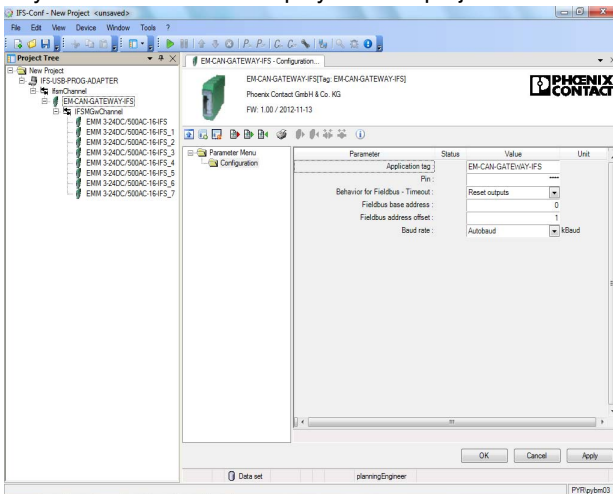 IFS-Conf - New Project <unsaved>
File Edit View Device Window Tools ?
Project Tree
New Project
IFS-USB-PROG-ADAPTER
IfsmChannel
EM-CAN-GATEWAY-IFS
IFSMGwChannel
EMM 3-24DC/500AC-16-IFS
EMM 3-24DC/500AC-16-IFS_1
EMM 3-24DC/500AC-16-IFS_2
EMM 3-24DC/500AC-16-IFS_3
EMM 3-24DC/500AC-16-IFS_4
EMM 3-24DC/500AC-16-IFS_5
EMM 3-24DC/500AC-16-IFS_6
EMM 3-24DC/500AC-16-IFS_7
EM-CAN-GATEWAY-IFS - Configuration...
EM-CAN-GATEWAY-IFS[Tag: EM-CAN-GATEWAY-IFS]
Phoenix Contact GmbH & Co. KG
FW: 1.00 / 2012-11-13
PHŒNIX
CONTACT
Parameter Menu
Configuration
Parameter Status Value Unit
Application tag : EM-CAN-GATEWAY-IFS
Pin : ****
Behavior for Fieldbus - Timeout : Reset outputs
Fieldbus base address : 0
Fieldbus address offset : 1
Baud rate : Autobaud kBaud
OK Cancel Apply
Data set planningEngineer
PYR\pybm03